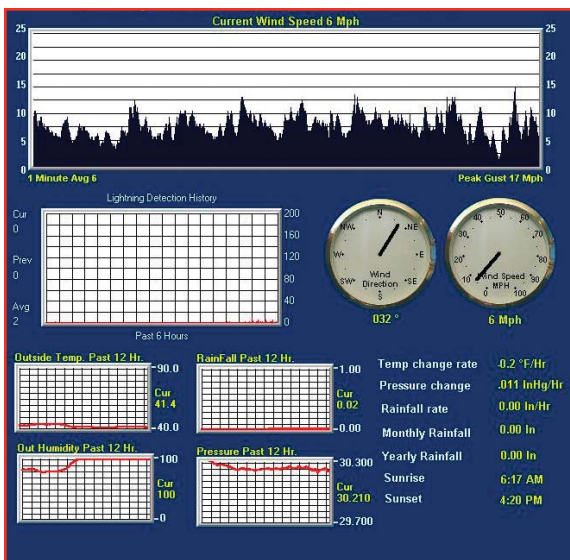 Current Wind Speed 6 Mph
25 25
20 20
15 15
10 10
5 5
0 0
1 Minute Avg 6 Peak Gust 17 Mph
Lightning Detection History
Cur
0
Prev
0
Avg
2
200
160
120
80
40
0
Past 6 Hours
N
NE
E
SE
S
SW
W
NW
Wind
Direction
032 °
0
10
20
30
40
50
60
70
80
90
100
Wind Speed
MPH
6 Mph
Outside Temp. Past 12 Hr.
90.0
Cur
41.4
40.0
RainFall Past 12 Hr.
1.00
Cur
0.02
0.00
Out Humidity Past 12 Hr.
100
Cur
100
0
Pressure Past 12 Hr.
30.300
Cur
30.210
29.700
Temp change rate -0.2 °F/Hr
Pressure change .011 InHg/Hr
Rainfall rate 0.00 In/Hr
Monthly Rainfall 0.00 In
Yearly Rainfall 0.00 In
Sunrise 6:17 AM
Sunset 4:20 PM